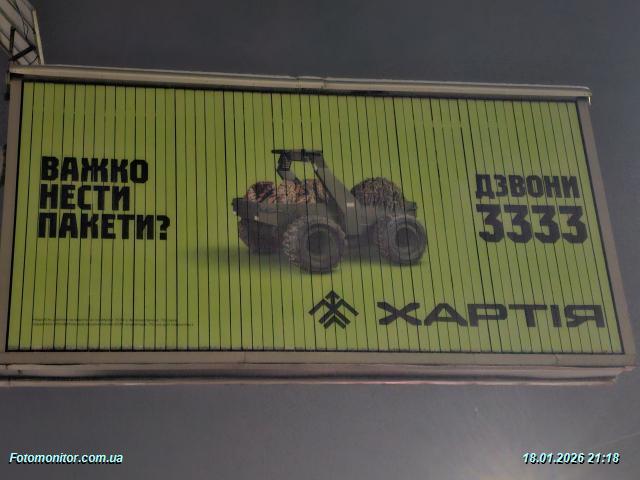 ВАЖКО
НЕСТИ
ПАКЕТИ?
ДЗВОНИ
3333
ХАРТІЯ
Fotomonitor.com.ua
18.01.2026 21:18